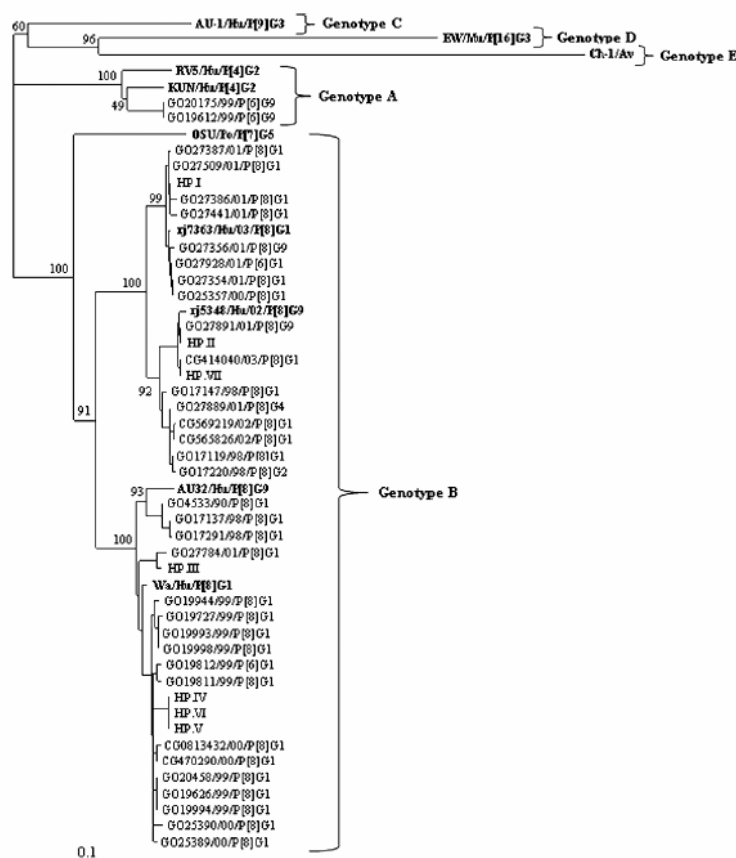 60
AU-1/Hu/P[9]G3
Genotype C
96
EW/Mu/P[16]G3
Genotype D
Ch-1/Av
Genotype E
100
RV5/Hu/P[4]G2
KUN/Hu/P[4]G2
Genotype A
49
GO20175/99/P[6]G9
GO19612/99/P[6]G9
OSU/Po/P[7]G5
GO27387/01/P[8]G1
GO27509/01/P[8]G1
HP.I
99
GO27386/01/P[8]G1
GO27441/01/P[8]G1
rj7363/Hu/03/P[8]G1
GO27356/01/P[8]G9
100
GO27928/01/P[6]G1
100
GO27354/01/P[8]G1
GO25357/00/P[8]G1
rj5348/Hu/02/P[8]G9
GO27891/01/P[8]G9
HP.II
CG414040/03/P[8]G1
HP.VII
92
GO17147/98/P[8]G1
GO27889/01/P[8]G4
91
CG569219/02/P[8]G1
CG565826/02/P[8]G1
GO17119/98/P[8]G1
GO17220/98/P[8]G2
93
AU32/Hu/P[8]G9
Genotype B
GO4533/90/P[8]G1
GO17137/98/P[8]G1
GO17291/98/P[8]G1
100
GO27784/01/P[8]G1
HP.III
Wa/Hu/P[8]G1
GO19944/99/P[8]G1
GO19727/99/P[8]G1
GO19993/99/P[8]G1
GO19998/99/P[8]G1
GO19812/99/P[6]G1
GO19811/99/P[8]G1
HP.IV
HP.VI
HP.V
CG0813432/00/P[8]G1
CG470290/00/P[8]G1
GO20458/99/P[8]G1
GO19626/99/P[8]G1
GO19994/99/P[8]G1
GO25390/00/P[8]G1
GO25389/00/P[8]G1
0.1